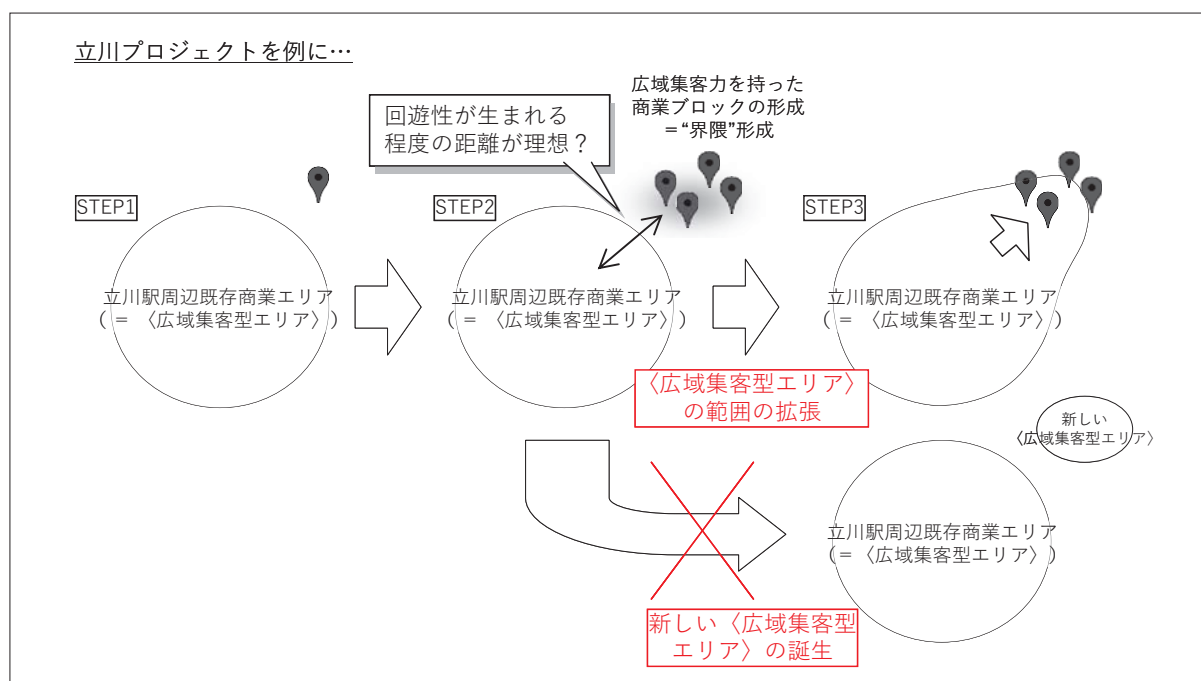 立川プロジェクトを例に…
広域集客力を持った
商業ブロックの形成
＝“界隈”形成
回遊性が生まれる
程度の距離が理想？
STEP1
立川駅周辺既存商業エリア
（＝〈広域集客型エリア〉）
STEP2
立川駅周辺既存商業エリア
（＝〈広域集客型エリア〉）
STEP3
立川駅周辺既存商業エリア
（＝〈広域集客型エリア〉）
〈広域集客型エリア〉
の範囲の拡張
新しい
〈広域集客型エリア〉
立川駅周辺既存商業エリア
（＝〈広域集客型エリア〉）
新しい〈広域集客型
エリア〉の誕生